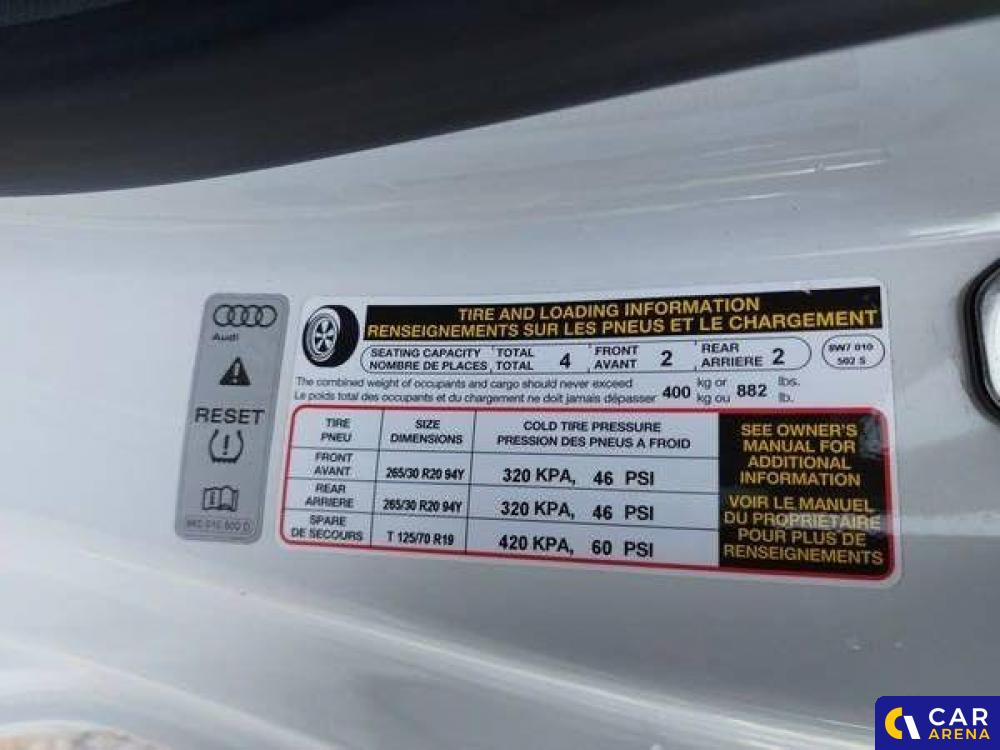 Audi
RESET
TIRE AND LOADING INFORMATION
RENSEIGNEMENTS SUR LES PNEUS ET LE CHARGEMENT
SEATING CAPACITY TOTAL 4 FRONT 2 REAR 2
NOMBRE DE PLACES TOTAL AVANT ARRIERE
8W7 010
502 S
The combined weight of occupants and cargo should never exceed 400 kg or 882 lbs.
Le poids total des occupants et du chargement ne doit jamais dépasser kg ou lb.
TIRE SIZE COLD TIRE PRESSURE
PNEU DIMENSIONS PRESSION DES PNEUS A FROID
FRONT
AVANT 265/30 R20 94Y 320 KPA, 46 PSI
REAR
ARRIERE 265/30 R20 94Y 320 KPA, 46 PSI
SPARE
DE SECOURS T 125/70 R19 420 KPA, 60 PSI
SEE OWNER'S
MANUAL FOR
ADDITIONAL
INFORMATION
VOIR LE MANUEL
DU PROPRIETAIRE
POUR PLUS DE
RENSEIGNEMENTS
CAR
ARENA